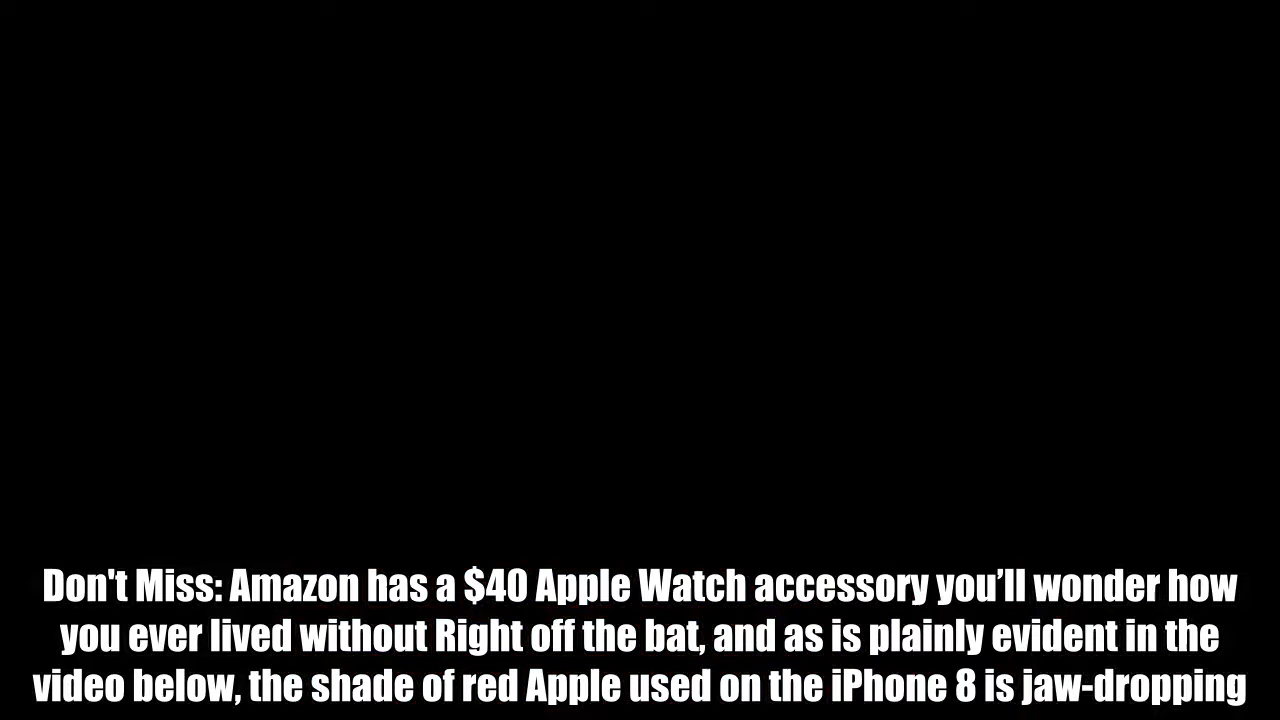 Don't Miss: Amazon has a $40 Apple Watch accessory you’ll wonder how
you ever lived without Right off the bat, and as is plainly evident in the
video below, the shade of red Apple used on the iPhone 8 is jaw-dropping